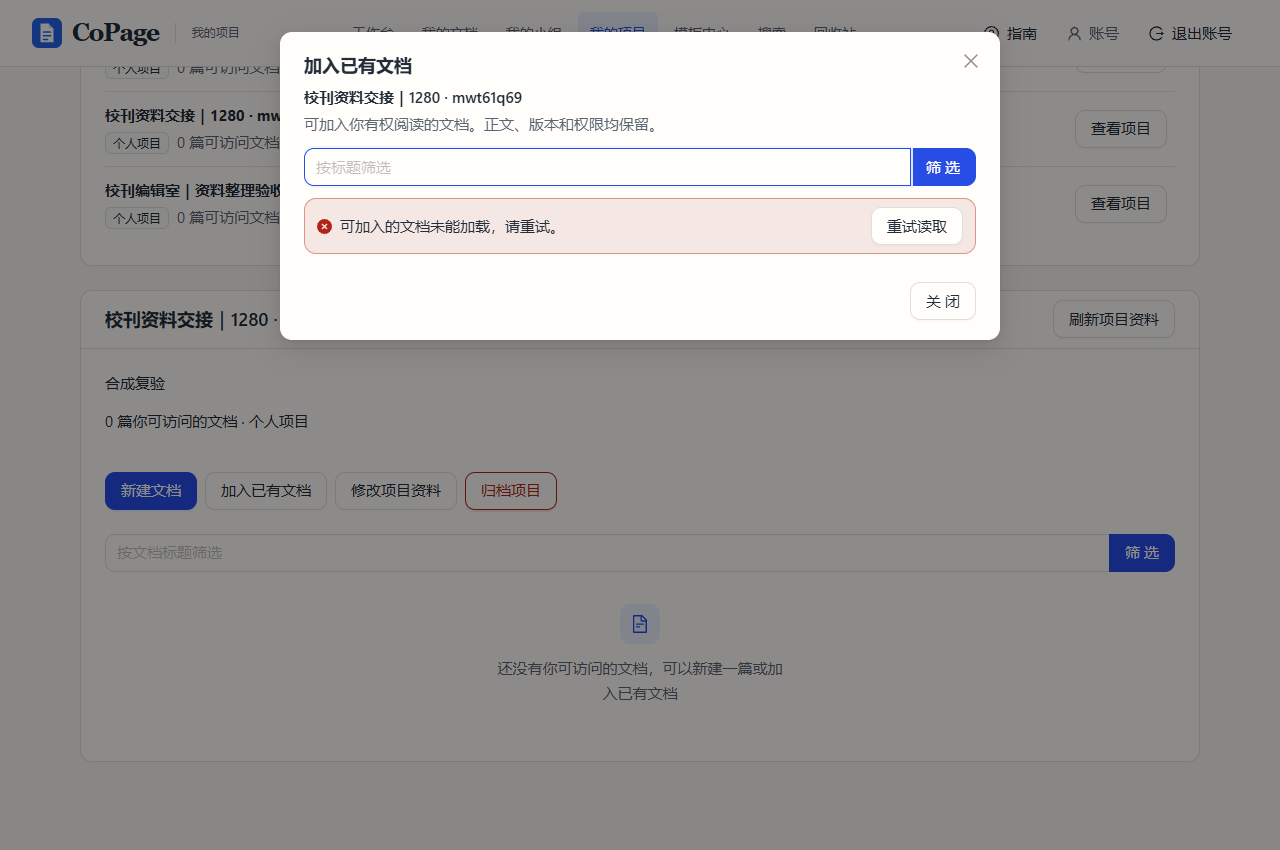 CoPage
我的项目
工作台
我的文档
我的小组
我的项目
模板中心
搜索
回收站
指南
账号
退出账号
个人项目
0 篇可访问文档
校刊资料交接 | 1280 · mw
个人项目
0 篇可访问文档
查看项目
校刊编辑室 | 资料整理验收
个人项目
0 篇可访问文档
查看项目
加入已有文档
校刊资料交接 | 1280 · mwt61q69
可加入你有权阅读的文档。正文、版本和权限均保留。
按标题筛选
筛 选
可加入的文档未能加载，请重试。
重试读取
关 闭
校刊资料交接 | 1280 ·
刷新项目资料
合成复验
0 篇你可访问的文档 · 个人项目
新建文档
加入已有文档
修改项目资料
归档项目
按文档标题筛选
筛 选
还没有你可访问的文档，可以新建一篇或加
入已有文档